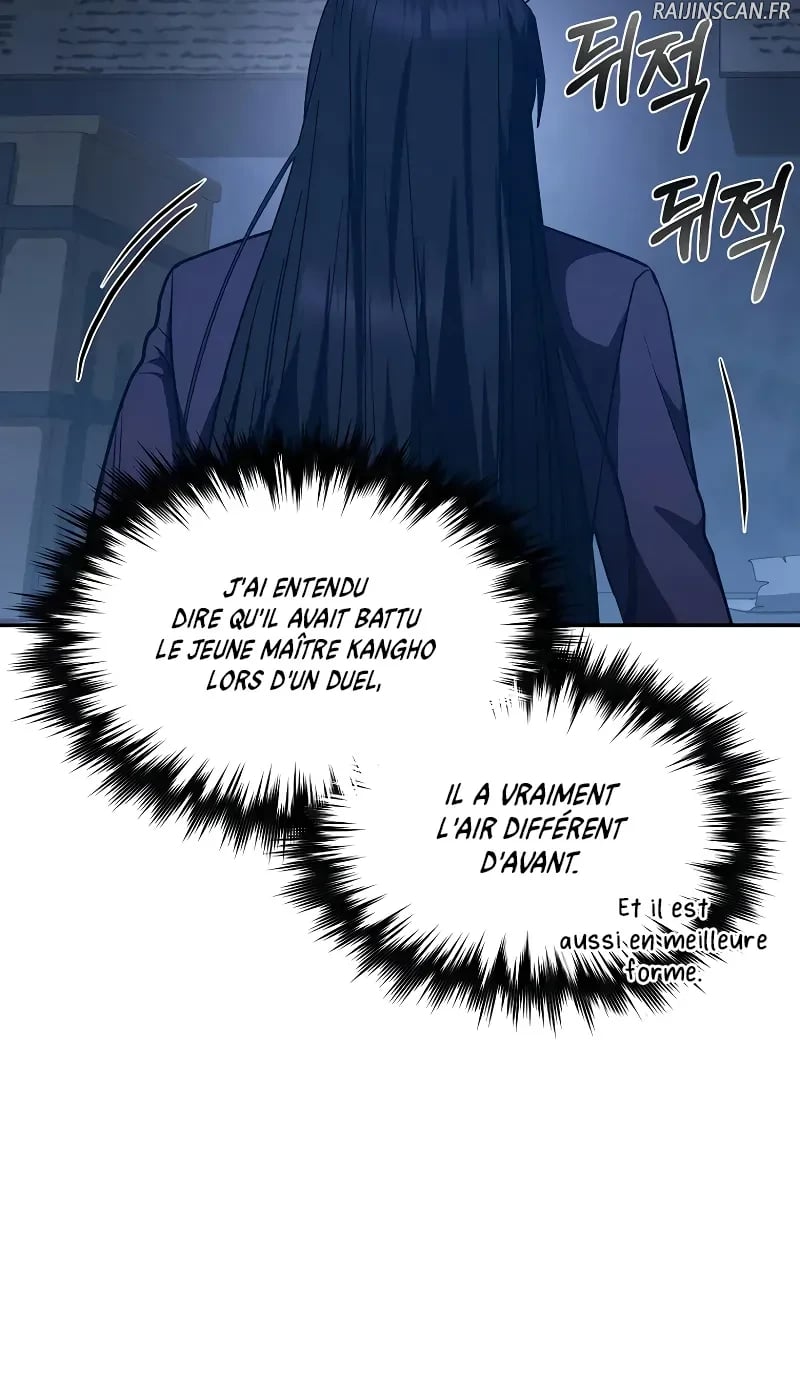 RAIJINSCAN.FR
뒤적
뒤적
J'AI ENTENDU
DIRE QU'IL AVAIT BATTU
LE JEUNE MAÎTRE KANGHO
LORS D'UN DUEL,
IL A VRAIMENT
L'AIR DIFFÉRENT
D'AVANT.
Et il est
aussi en meilleure
forme.